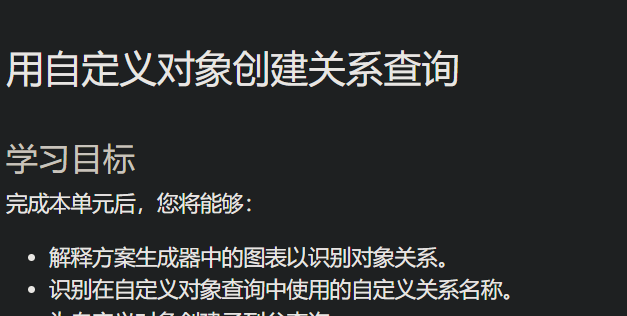 用自定义对象创建关系查询
学习目标
完成本单元后，您将能够：
• 解释方案生成器中的图表以识别对象关系。
• 识别在自定义对象查询中使用的自定义关系名称。